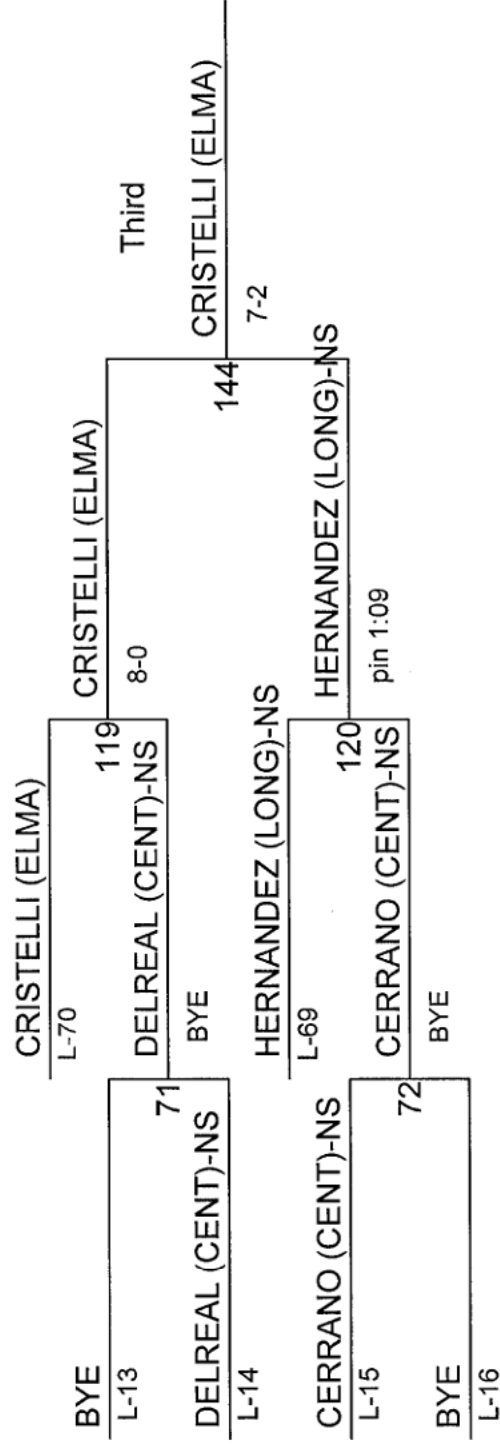 BYE
L-13
DELREAL (CENT)-NS
L-14
CERRANO (CENT)-NS
L-15
BYE
L-16
71
72
CRISTELLI (ELMA)
L-70
DELREAL (CENT)-NS
BYE
HERNANDEZ (LONG)-NS
L-69
CERRANO (CENT)-NS
BYE
119
120
CRISTELLI (ELMA)
8-0
HERNANDEZ (LONG)-NS
pin 1:09
144
Third
CRISTELLI (ELMA)
7-2